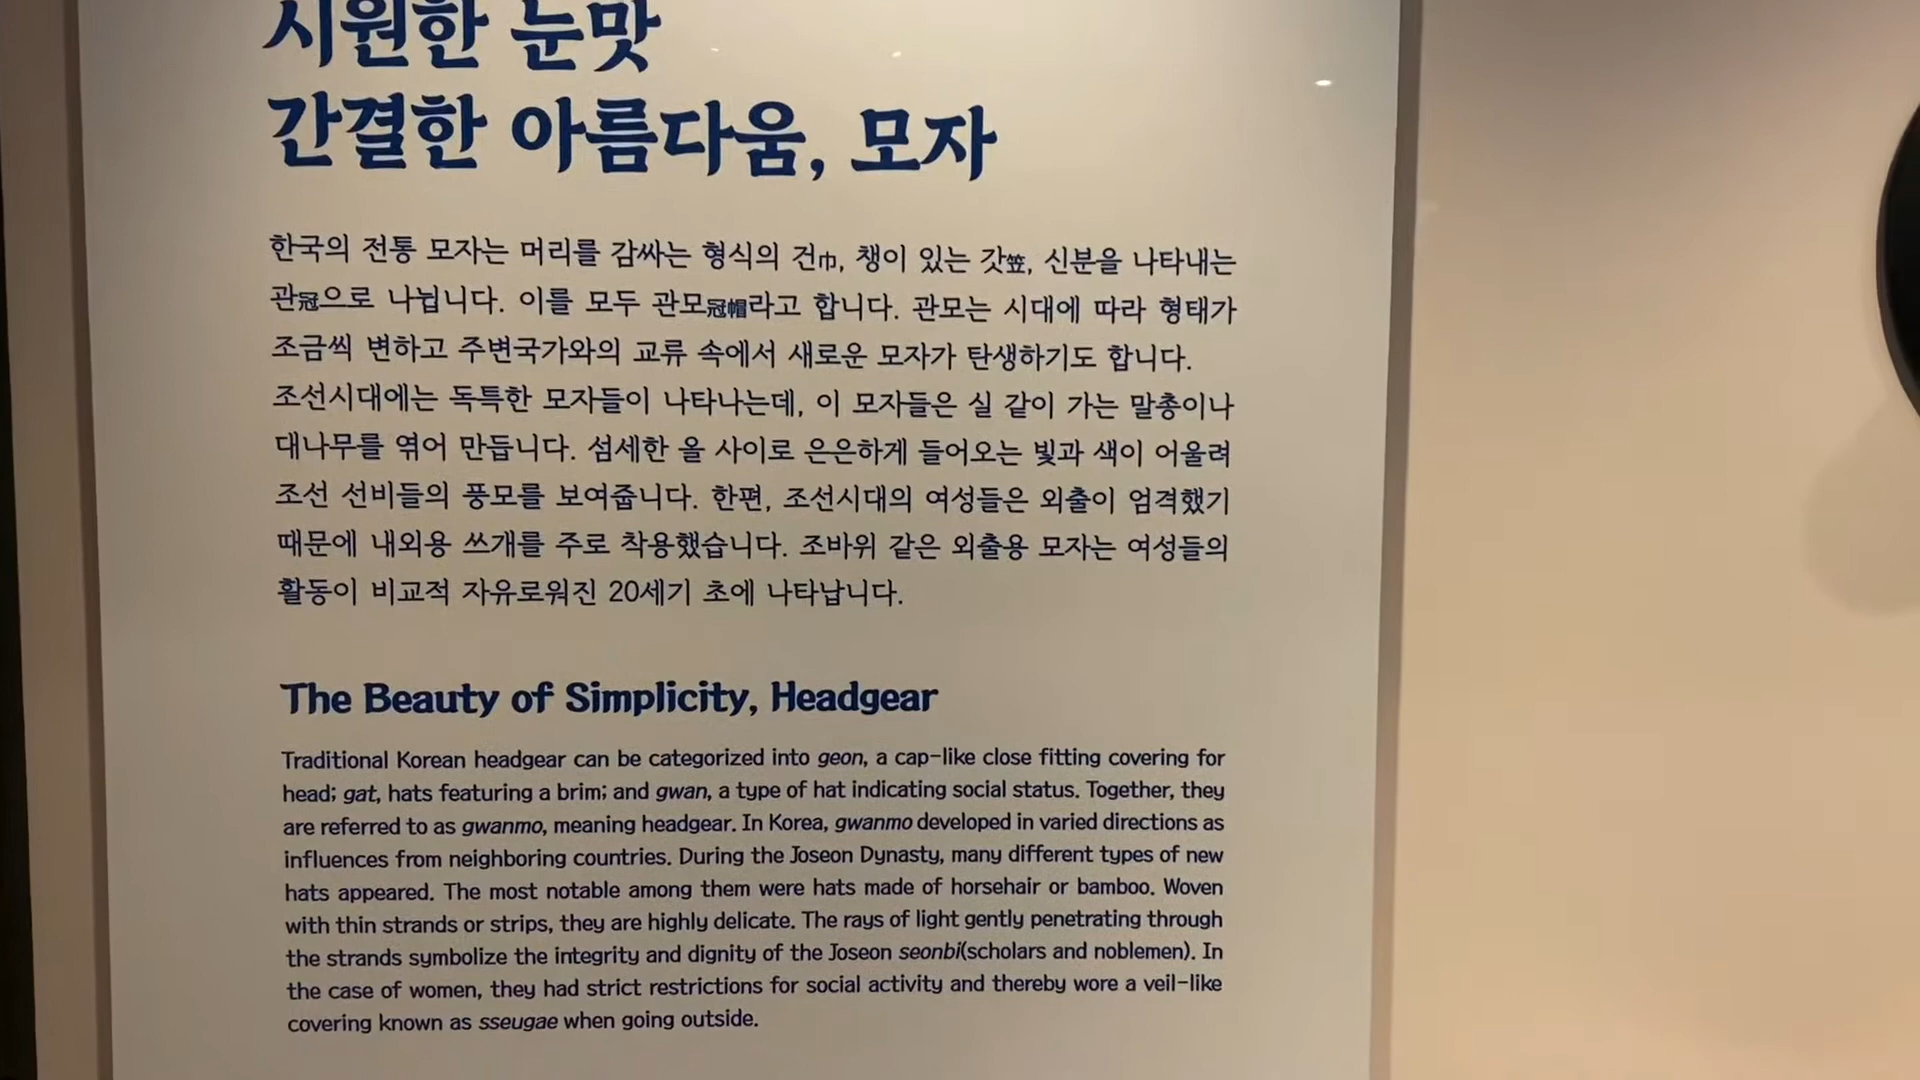 시원한 눈맛
간결한 아름다움, 모자
한국의 전통 모자는 머리를 감싸는 형식의 건巾, 챙이 있는 갓笠, 신분을 나타내는
관冠으로 나뉩니다. 이를 모두 관모冠帽라고 합니다. 관모는 시대에 따라 형태가
조금씩 변하고 주변국가와의 교류 속에서 새로운 모자가 탄생하기도 합니다.
조선시대에는 독특한 모자들이 나타나는데, 이 모자들은 실 같이 가는 말총이나
대나무를 엮어 만듭니다. 섬세한 올 사이로 은은하게 들어오는 빛과 색이 어울려
조선 선비들의 풍모를 보여줍니다. 한편, 조선시대의 여성들은 외출이 엄격했기
때문에 내외용 쓰개를 주로 착용했습니다. 조바위 같은 외출용 모자는 여성들의
활동이 비교적 자유로워진 20세기 초에 나타납니다.
The Beauty of Simplicity, Headgear
Traditional Korean headgear can be categorized into geon, a cap-like close fitting covering for
head; gat, hats featuring a brim; and gwan, a type of hat indicating social status. Together, they
are referred to as gwanmo, meaning headgear. In Korea, gwanmo developed in varied directions as
influences from neighboring countries. During the Joseon Dynasty, many different types of new
hats appeared. The most notable among them were hats made of horsehair or bamboo. Woven
with thin strands or strips, they are highly delicate. The rays of light gently penetrating through
the strands symbolize the integrity and dignity of the Joseon seonbi(scholars and noblemen). In
the case of women, they had strict restrictions for social activity and thereby wore a veil-like
covering known as sseugae when going outside.